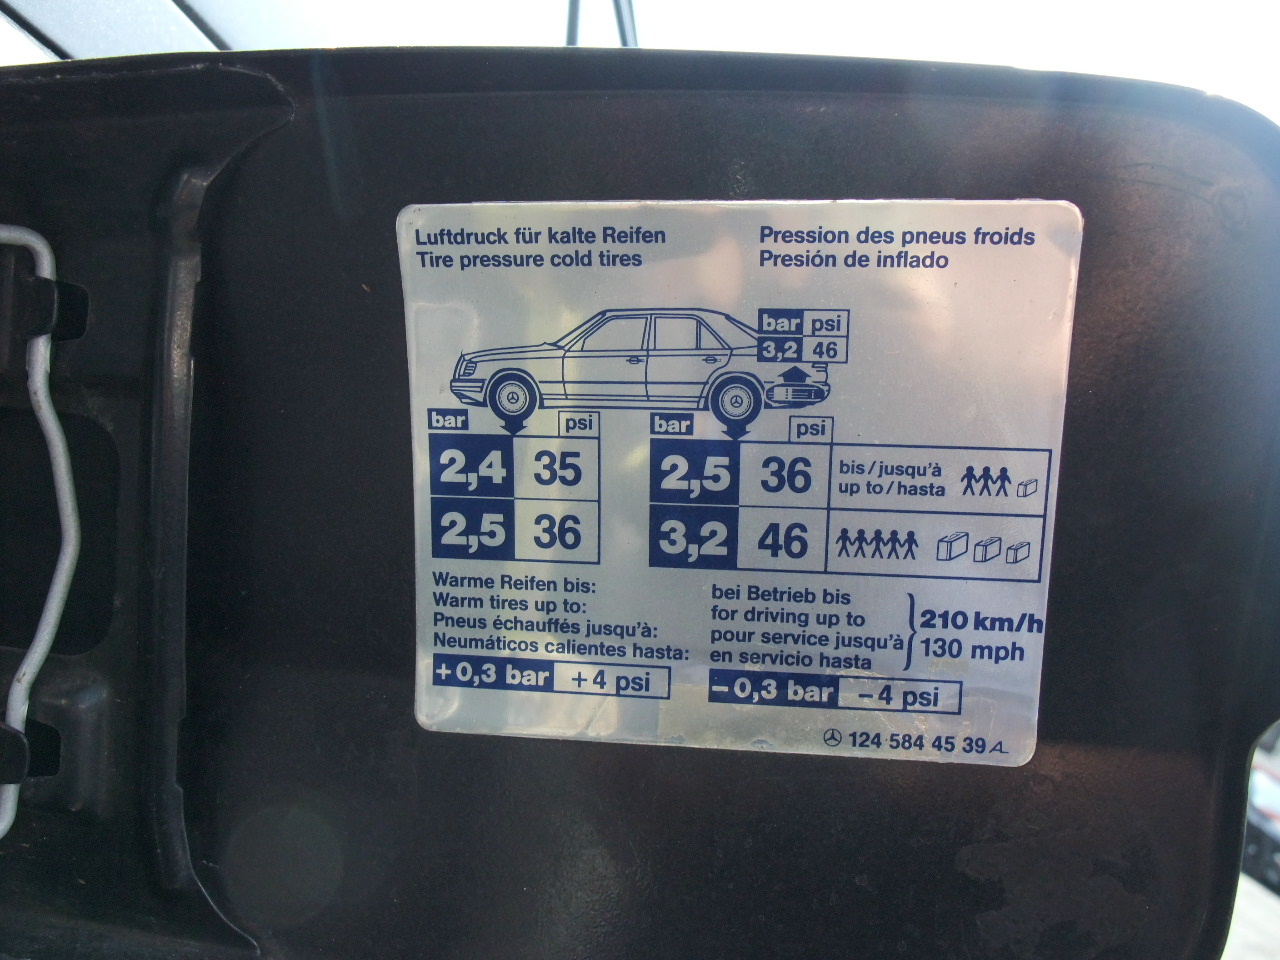 Luftdruck für kalte Reifen
Tire pressure cold tires
Pression des pneus froids
Presión de inflado
bar psi
3,2 46
bar psi
2,4 35
2,5 36
bar psi
2,5 36
3,2 46
bis/jusqu'à
up to/hasta
Warme Reifen bis:
Warm tires up to:
Pneus échauffés jusqu'à:
Neumáticos calientes hasta:
+0,3 bar +4 psi
bei Betrieb bis
for driving up to
pour service jusqu'à
en servicio hasta
210 km/h
130 mph
-0,3 bar -4 psi
124 584 45 39 A